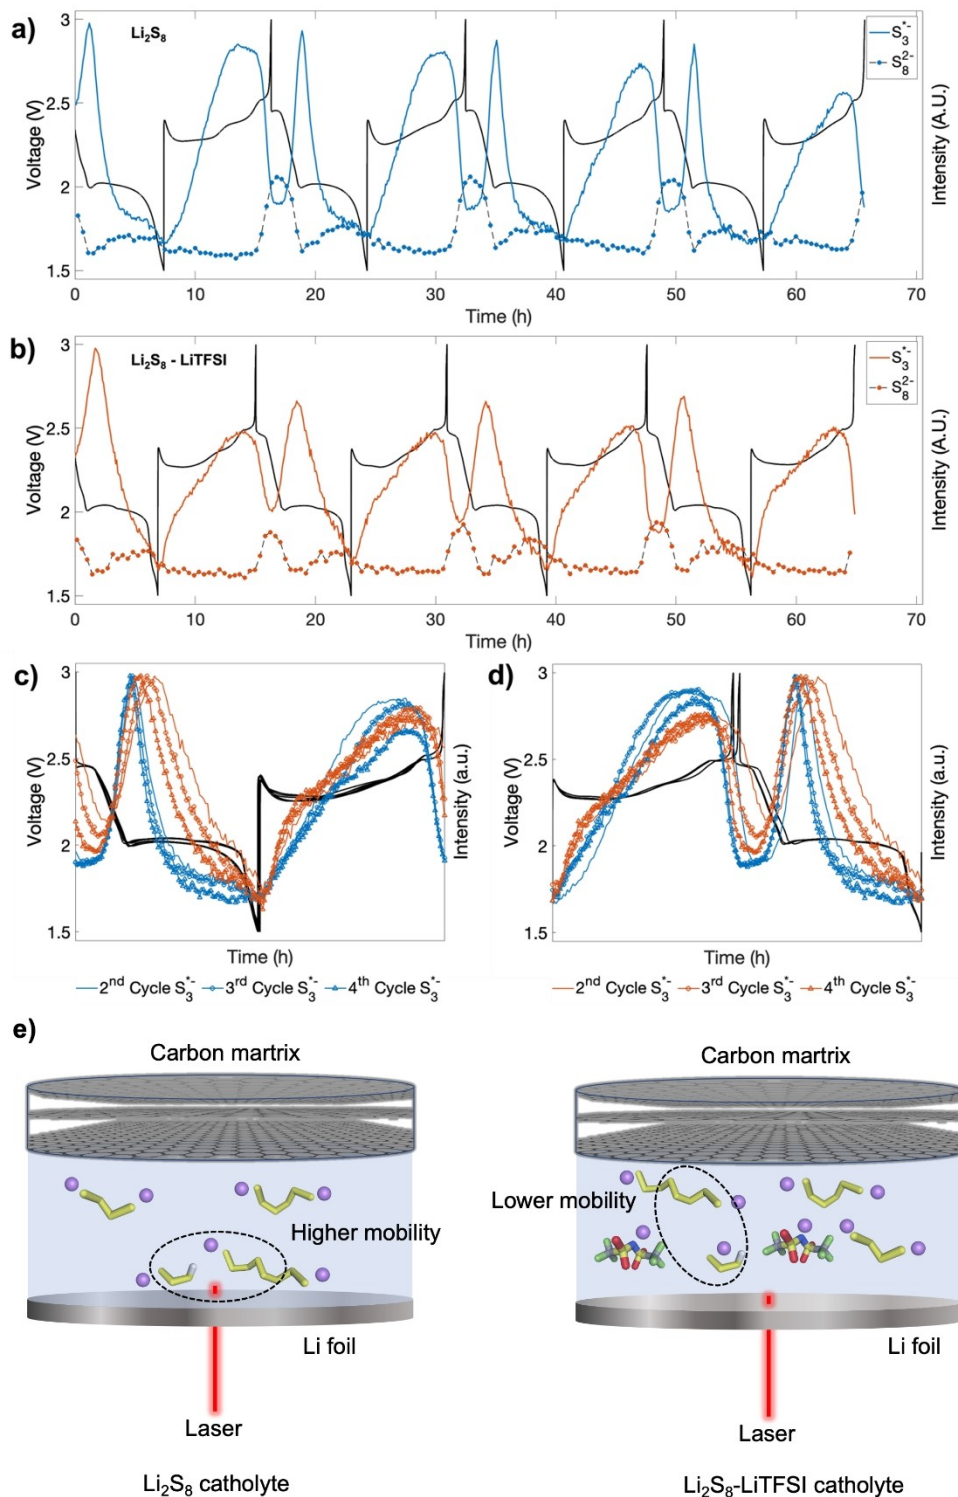 a)
Li₂S₈
S₃*⁻
S₈²⁻
3
2.5
2
1.5
Voltage (V)
Intensity (A.U.)
0 10 20 30 40 50 60 70
Time (h)
b)
Li₂S₈ - LiTFSI
S₃*⁻
S₈²⁻
3
2.5
2
1.5
Voltage (V)
Intensity (A.U.)
0 10 20 30 40 50 60 70
Time (h)
c)
3
2.5
2
1.5
Voltage (V)
Intensity (a.u.)
Time (h)
d)
3
2.5
2
1.5
Voltage (V)
Intensity (a.u.)
Time (h)
2nd Cycle S₃*⁻ 3rd Cycle S₃*⁻ 4th Cycle S₃*⁻
2nd Cycle S₃*⁻ 3rd Cycle S₃*⁻ 4th Cycle S₃*⁻
e)
Carbon martrix
Higher mobility
Li foil
Laser
Li₂S₈ catholyte
Carbon martrix
Lower mobility
Li foil
Laser
Li₂S₈-LiTFSI catholyte